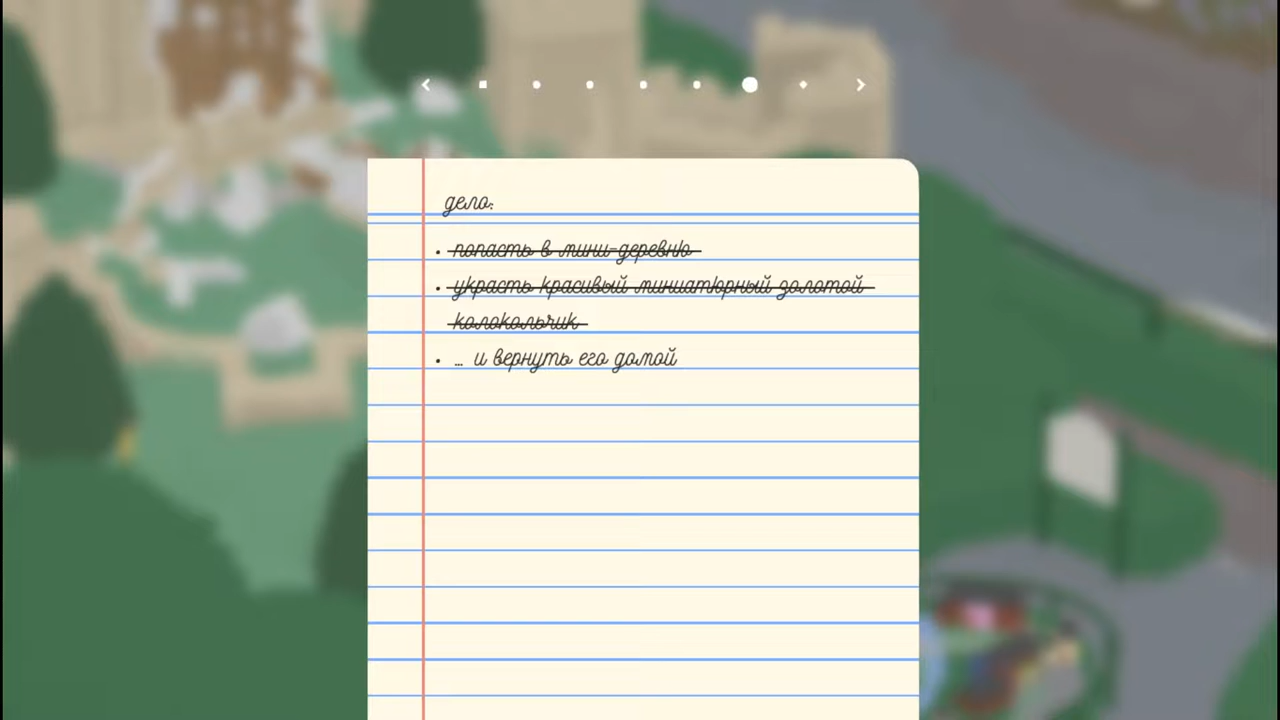 дело:
• попасть в мини-деревню
• украсть красивый миниатюрный золотой
колокольчик
• ... и вернуть его домой